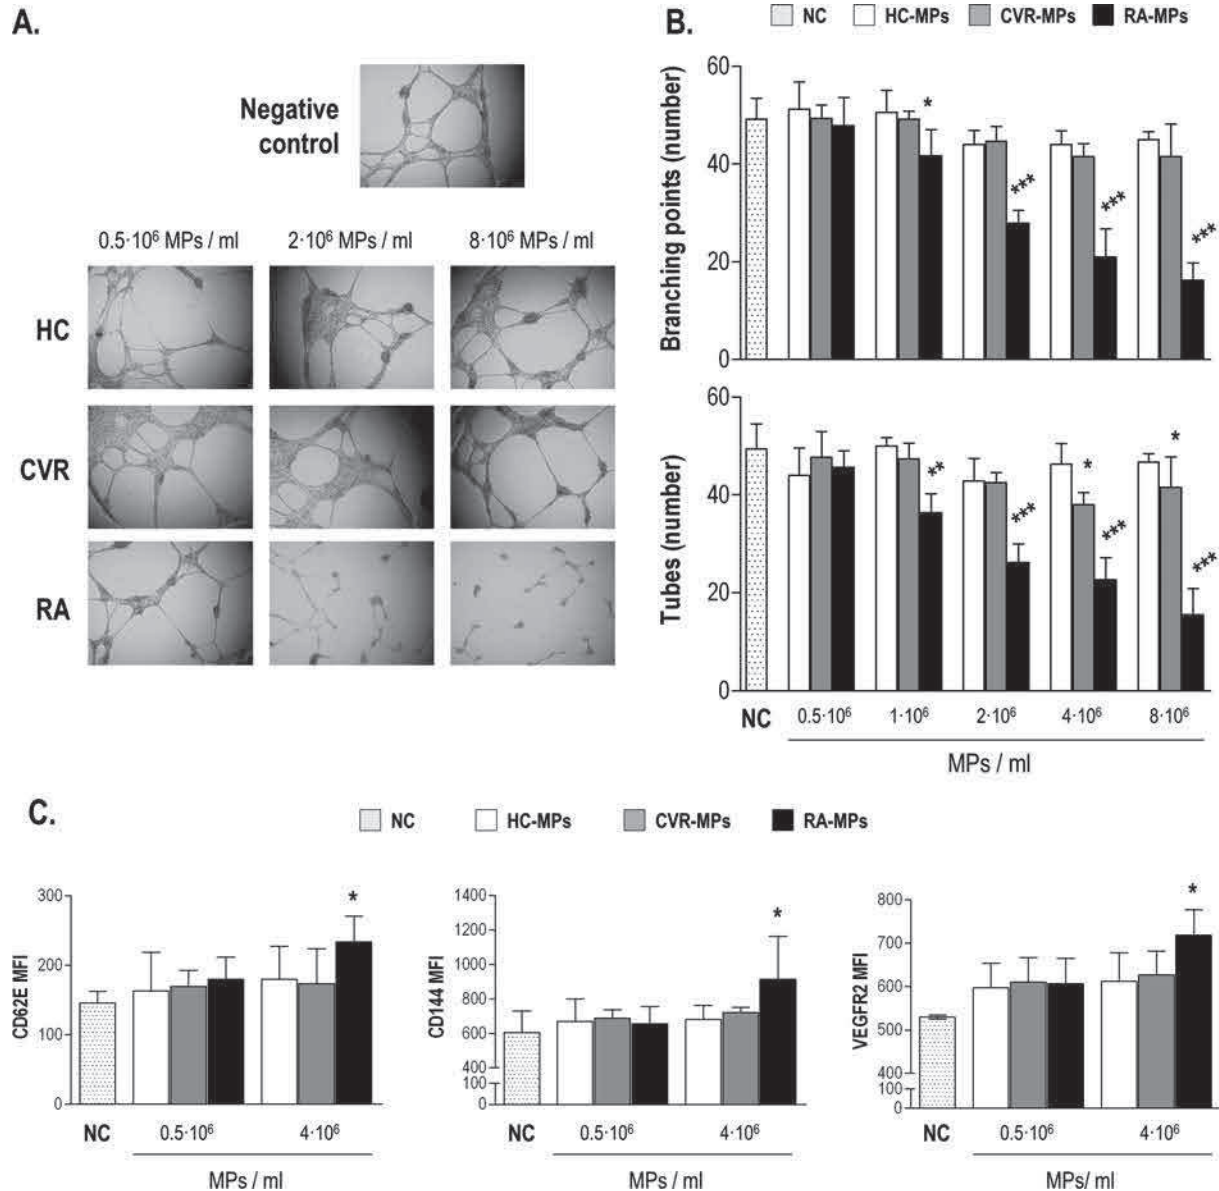 A.
Negative
control
0.5·10⁶ MPs / ml 2·10⁶ MPs / ml 8·10⁶ MPs / ml
HC
CVR
RA
B.
NC HC-MPs CVR-MPs RA-MPs
Branching points (number)
60
40
20
0
*
***
***
***
Tubes (number)
60
40
20
0
**
***
*
***
*
***
NC 0.5·10⁶ 1·10⁶ 2·10⁶ 4·10⁶ 8·10⁶
MPs / ml
C.
NC HC-MPs CVR-MPs RA-MPs
CD62E MFI
300
200
100
0
*
NC 0.5·10⁶ 4·10⁶
MPs / ml
CD144 MFI
1400
1200
1000
800
600
400
100
0
*
NC 0.5·10⁶ 4·10⁶
MPs / ml
VEGFR2 MFI
800
700
600
500
400
100
0
*
NC 0.5·10⁶ 4·10⁶
MPs/ ml